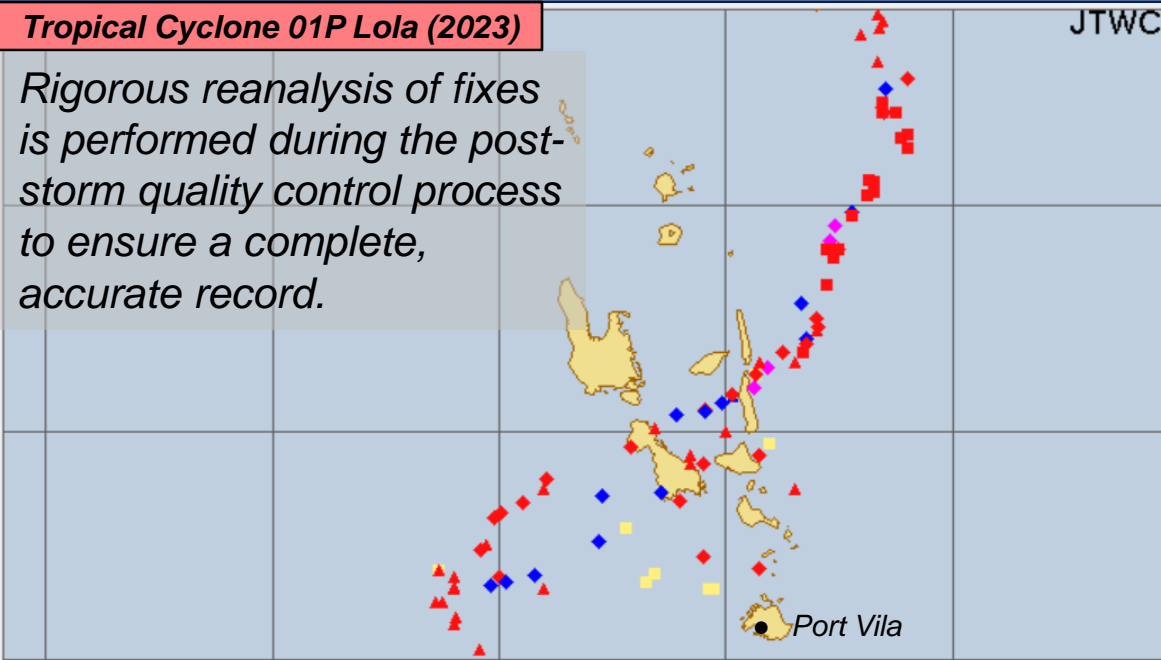 Tropical Cyclone 01P Lola (2023)
JTWC
Rigorous reanalysis of fixes
is performed during the post-
storm quality control process
to ensure a complete,
accurate record.
Port Vila